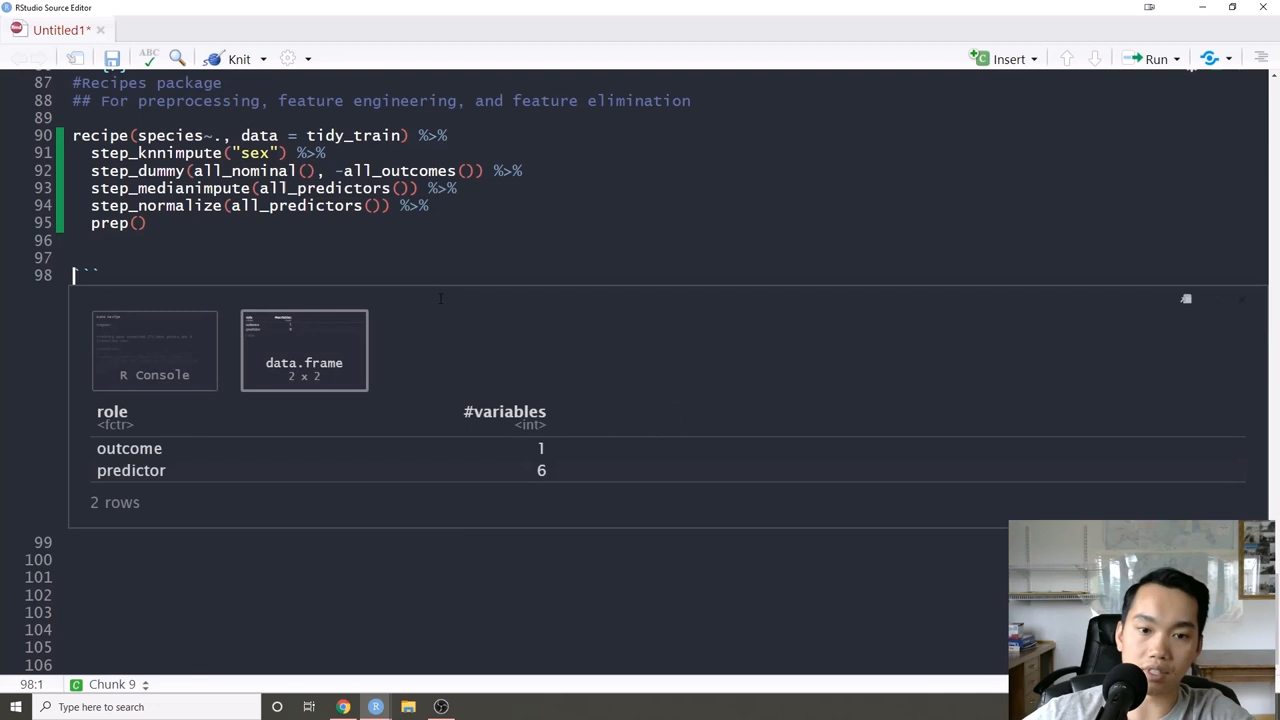 RStudio Source Editor
Untitled1*
ABC
Knit
Insert
Run
87 #Recipes package
88 ## For preprocessing, feature engineering, and feature elimination
89
90 recipe(species~., data = tidy_train) %>%
91 step_knnimpute("sex") %>%
92 step_dummy(all_nominal(), -all_outcomes()) %>%
93 step_medianimpute(all_predictors()) %>%
94 step_normalize(all_predictors()) %>%
95 prep()
96
97
98 ```
R Console
data.frame
2 x 2
role #variables
<fctr> <int>
outcome 1
predictor 6
2 rows
99
100
101
102
103
104
105
106
98:1 Chunk 9
Type here to search